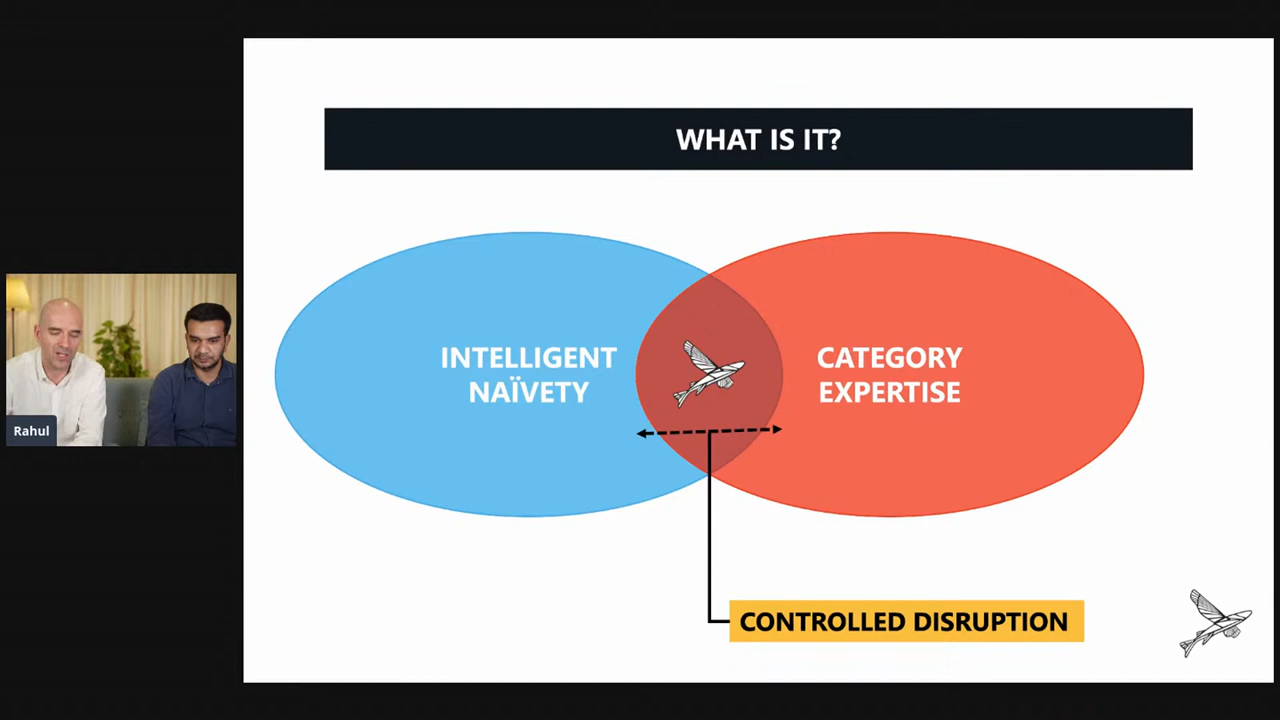 WHAT IS IT?
INTELLIGENT
NAÏVETY
CATEGORY
EXPERTISE
Rahul
CONTROLLED DISRUPTION